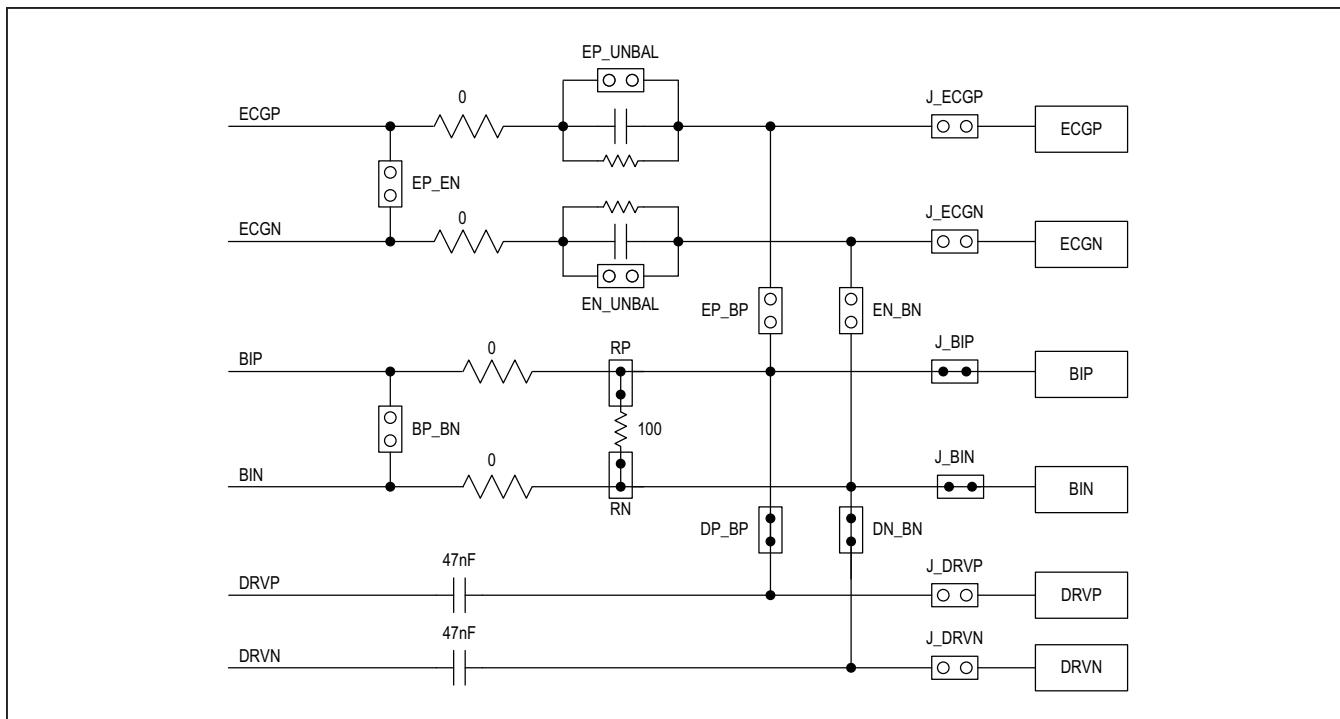 EP_UNBAL
0
J_ECGP
ECGP
ECGP
EP_EN
0
J_ECGN
ECGN
ECGN
EN_UNBAL
EP_BP
EN_BN
0
RP
J_BIP
BIP
BIP
BP_BN
100
0
J_BIN
BIN
BIN
RN
DP_BP
DN_BN
47nF
J_DRVP
DRVP
DRVP
47nF
J_DRVN
DRVN
DRVN